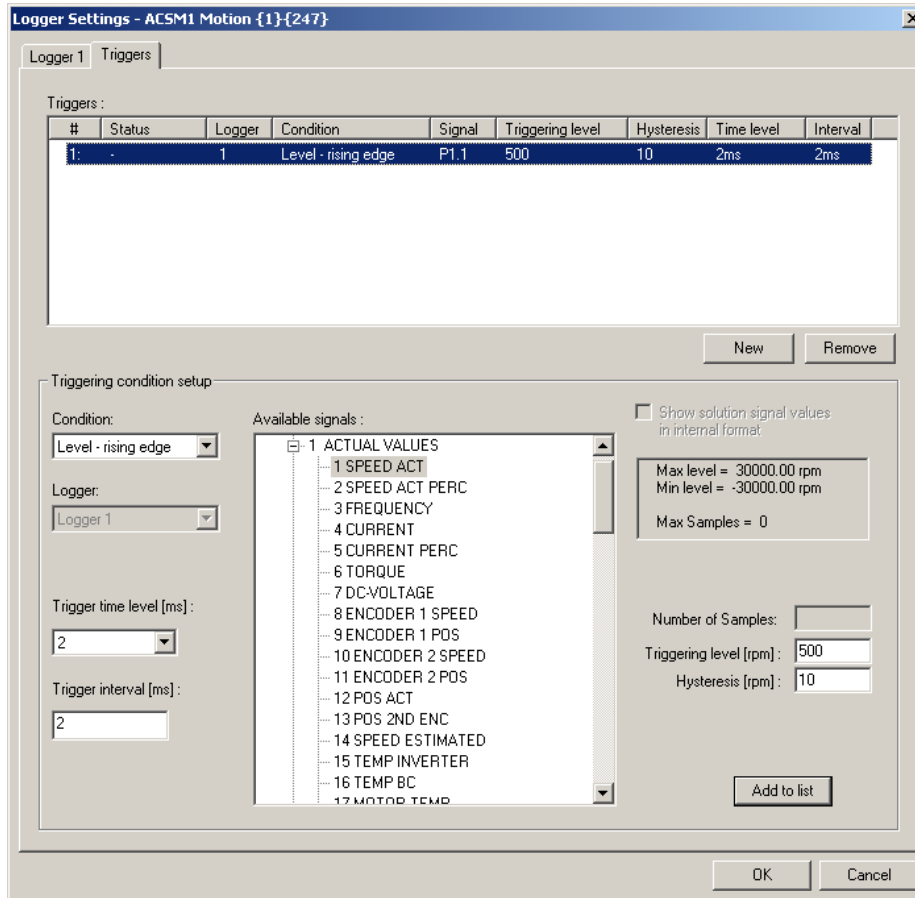 Logger Settings - ACSM1 Motion {1}{247}
Logger 1 Triggers
Triggers :
# Status Logger Condition Signal Triggering level Hysteresis Time level Interval
1: - 1 Level - rising edge P1.1 500 10 2ms 2ms
New Remove
Triggering condition setup
Condition:
Level - rising edge
Logger:
Logger 1
Trigger time level [ms] :
2
Trigger interval [ms] :
2
Available signals :
1 ACTUAL VALUES
1 SPEED ACT
2 SPEED ACT PERC
3 FREQUENCY
4 CURRENT
5 CURRENT PERC
6 TORQUE
7 DC-VOLTAGE
8 ENCODER 1 SPEED
9 ENCODER 1 POS
10 ENCODER 2 SPEED
11 ENCODER 2 POS
12 POS ACT
13 POS 2ND ENC
14 SPEED ESTIMATED
15 TEMP INVERTER
16 TEMP BC
17 MOTOR TEMP
Show solution signal values
in internal format
Max level = 30000.00 rpm
Min level = -30000.00 rpm
Max Samples = 0
Number of Samples:
Triggering level [rpm] : 500
Hysteresis [rpm] : 10
Add to list
OK Cancel